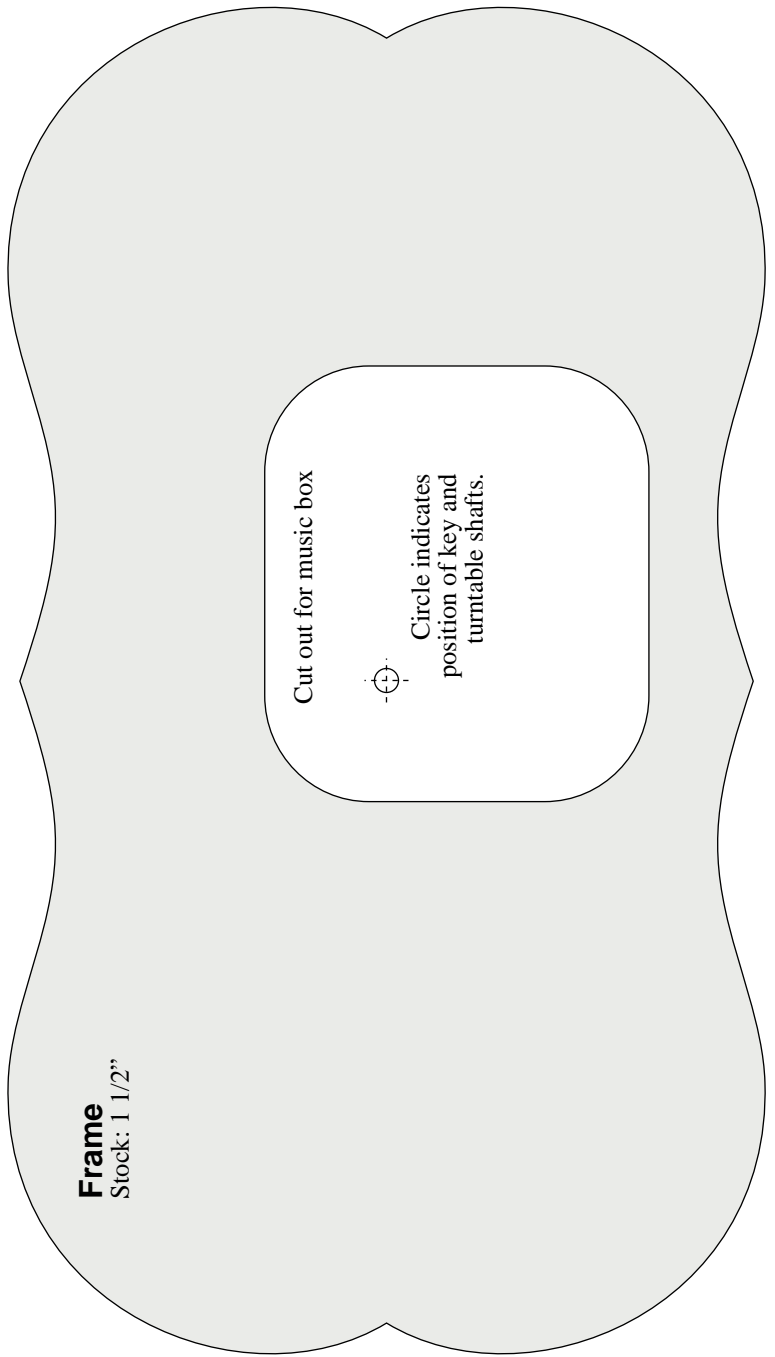 Frame
Stock: 1 1/2”
Cut out for music box
Circle indicates
position of key and
turntable shafts.